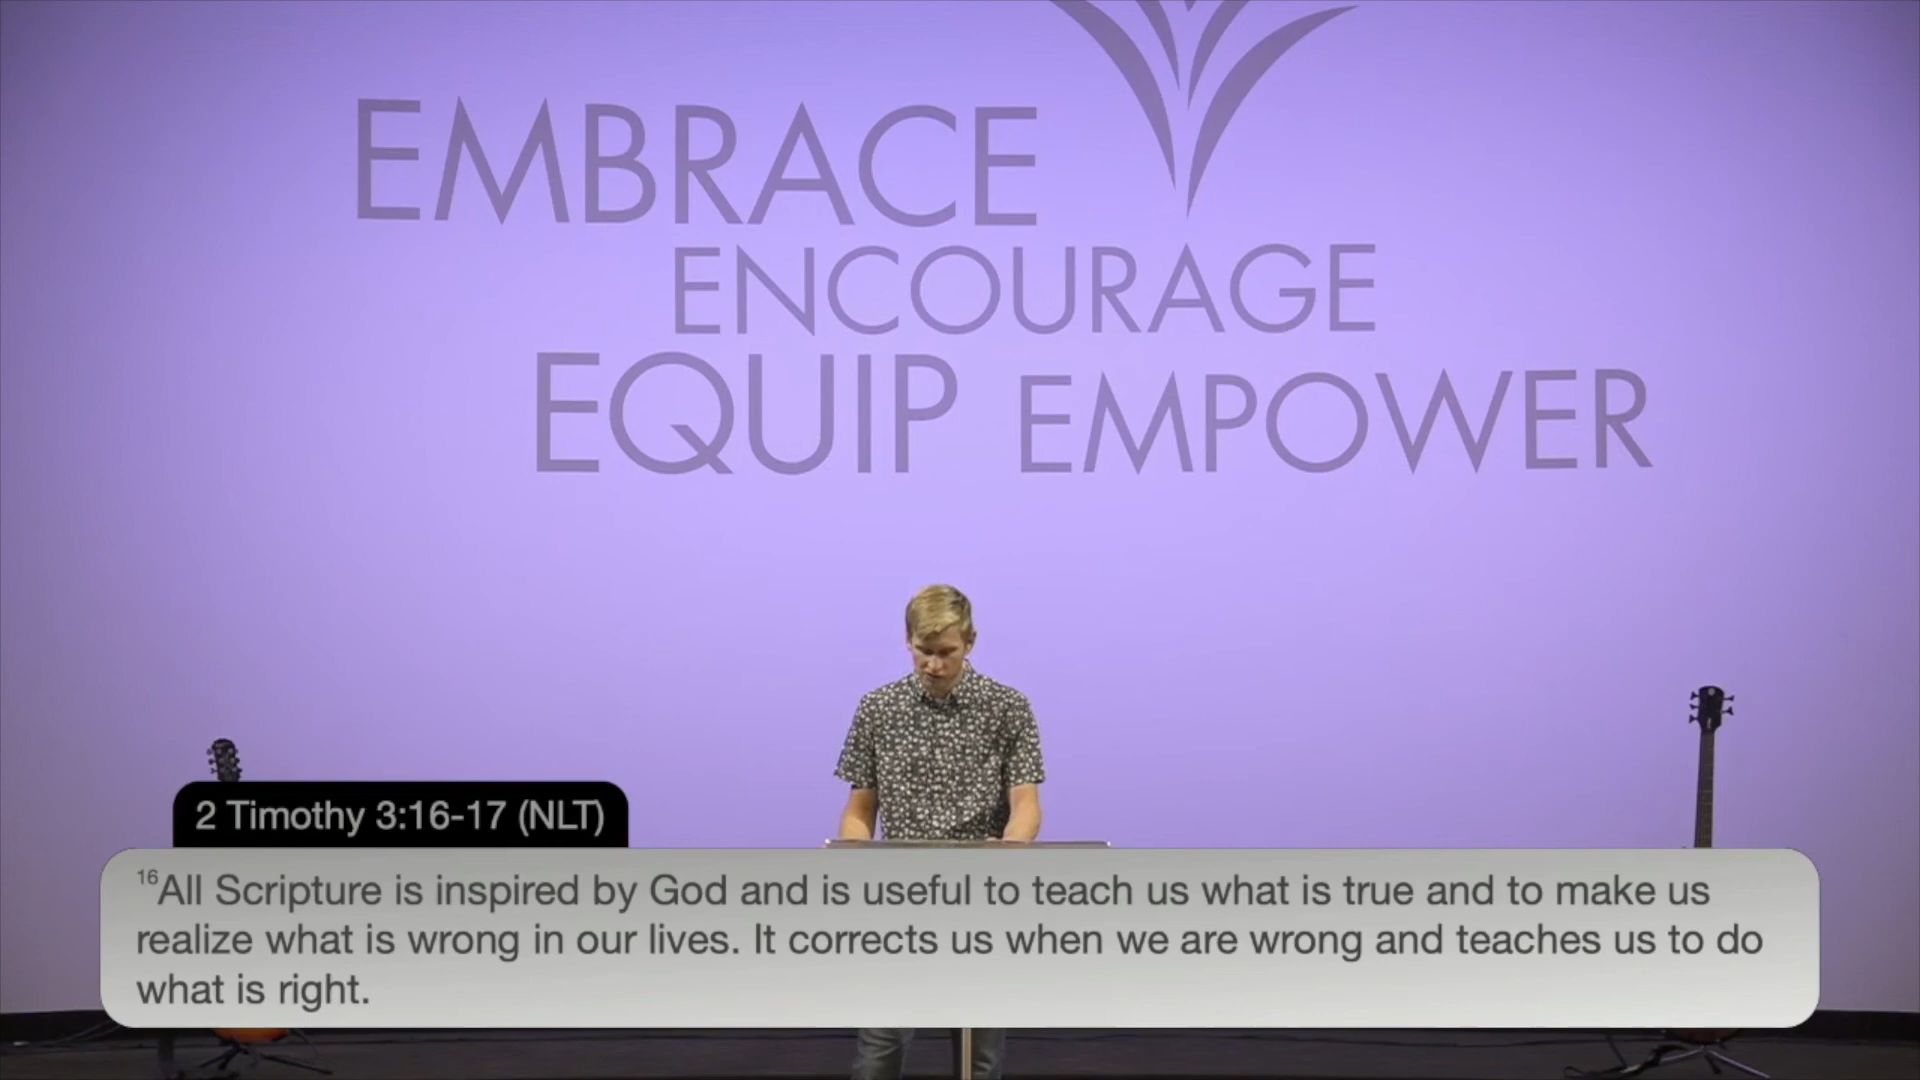 EMBRACE
ENCOURAGE
EQUIP EMPOWER
2 Timothy 3:16-17 (NLT)
16All Scripture is inspired by God and is useful to teach us what is true and to make us
realize what is wrong in our lives. It corrects us when we are wrong and teaches us to do
what is right.